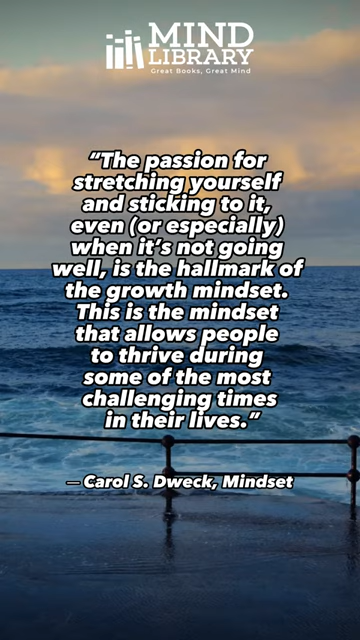 MIND
LIBRARY
Great Books, Great Mind
“The passion for
stretching yourself
and sticking to it,
even (or especially)
when it’s not going
well, is the hallmark of
the growth mindset.
This is the mindset
that allows people
to thrive during
some of the most
challenging times
in their lives.”
— Carol S. Dweck, Mindset